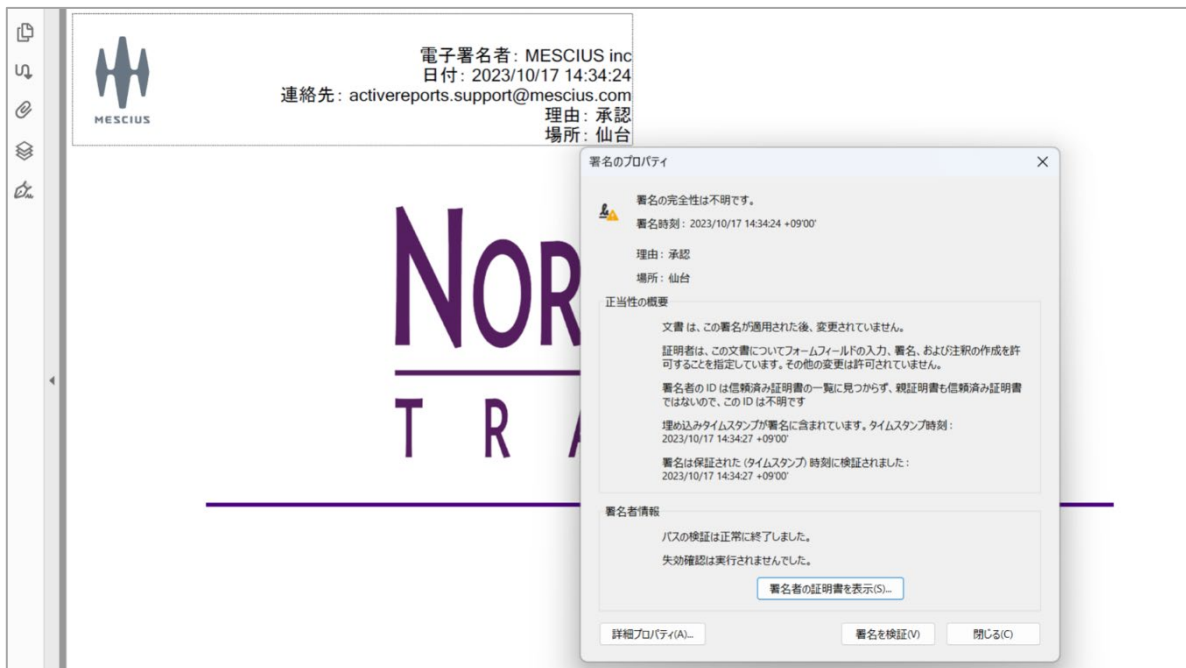 MESCIUS
電子署名者: MESCIUS inc
日付: 2023/10/17 14:34:24
連絡先: activereports.support@mescius.com
理由: 承認
場所: 仙台
NOR
TRA
署名のプロパティ
署名の完全性は不明です。
署名時刻: 2023/10/17 14:34:24 +09'00'
理由: 承認
場所: 仙台
正当性の概要
文書 は、この署名が適用された後、変更されていません。
証明者は、この文書についてフォームフィールドの入力、署名、および注釈の作成を許
可することを指定しています。その他の変更は許可されていません。
署名者の ID は信頼済み証明書の一覧に見つからず、親証明書も信頼済み証明書
ではないので、この ID は不明です
埋め込みタイムスタンプが署名に含まれています。タイムスタンプ時刻:
2023/10/17 14:34:27 +09'00'
署名は保証された (タイムスタンプ) 時刻に検証されました:
2023/10/17 14:34:27 +09'00'
署名者情報
パスの検証は正常に終了しました。
失効確認は実行されませんでした。
署名者の証明書を表示(S)...
詳細プロパティ(A)...
署名を検証(V)
閉じる(C)